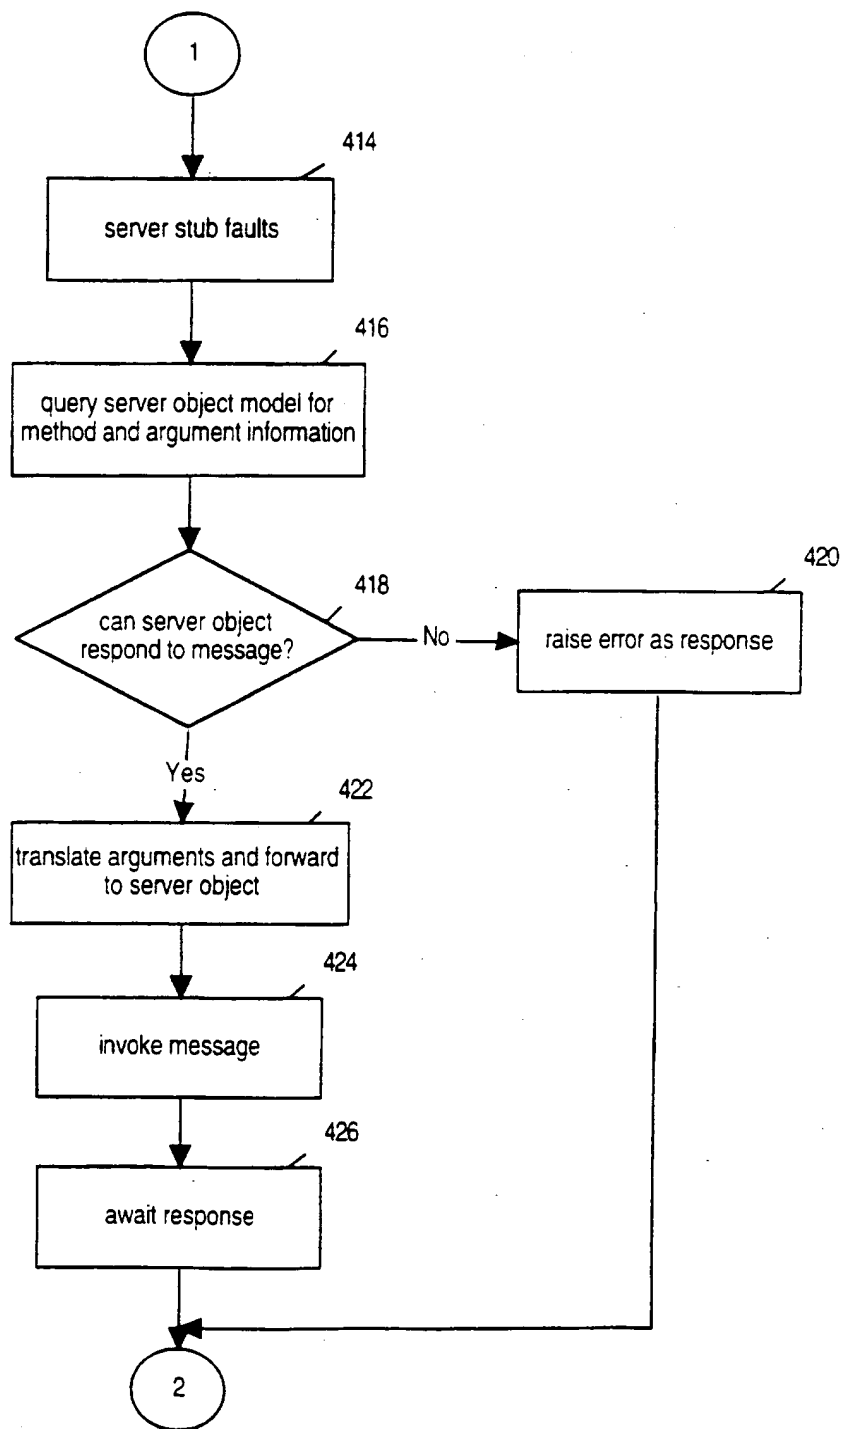 1
414
server stub faults
416
query server object model for
method and argument information
418
can server object
respond to message?
No
420
raise error as response
Yes
422
translate arguments and forward
to server object
424
invoke message
426
await response
2